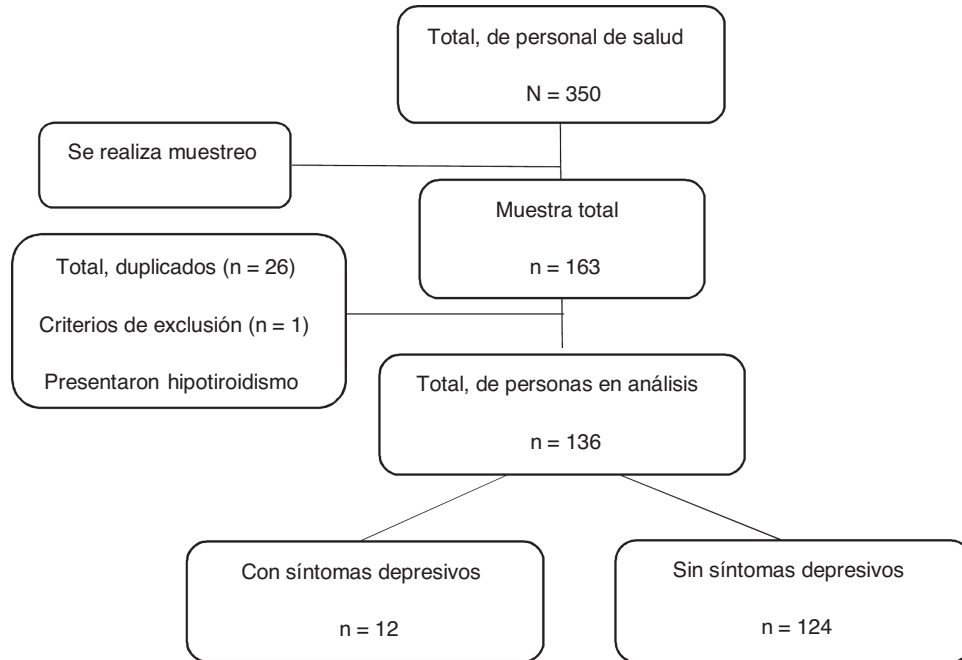 Total, de personal de salud
N = 350
Se realiza muestreo
Muestra total
n = 163
Total, duplicados (n = 26)
Criterios de exclusión (n = 1)
Presentaron hipotiroidismo
Total, de personas en análisis
n = 136
Con síntomas depresivos
n = 12
Sin síntomas depresivos
n = 124